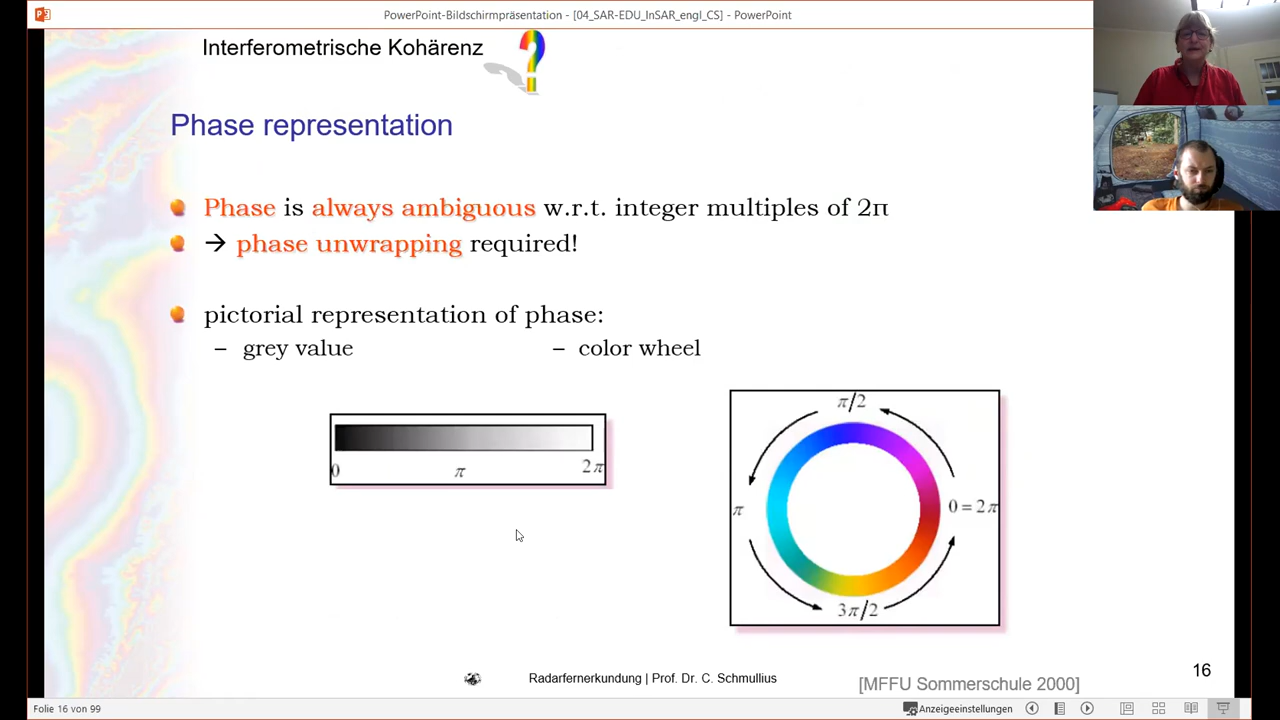 PowerPoint-Bildschirmpräsentation - [04_SAR-EDU_InSAR_engl_CS] - PowerPoint
Interferometrische Kohärenz
?
Phase representation
Phase is always ambiguous w.r.t. integer multiples of 2π
→ phase unwrapping required!
pictorial representation of phase:
– grey value
– color wheel
0 π 2π
π/2
π
0 = 2π
3π/2
16
Radarfernerkundung | Prof. Dr. C. Schmullius
[MFFU Sommerschule 2000]
Folie 16 von 99
Anzeigeeinstellungen